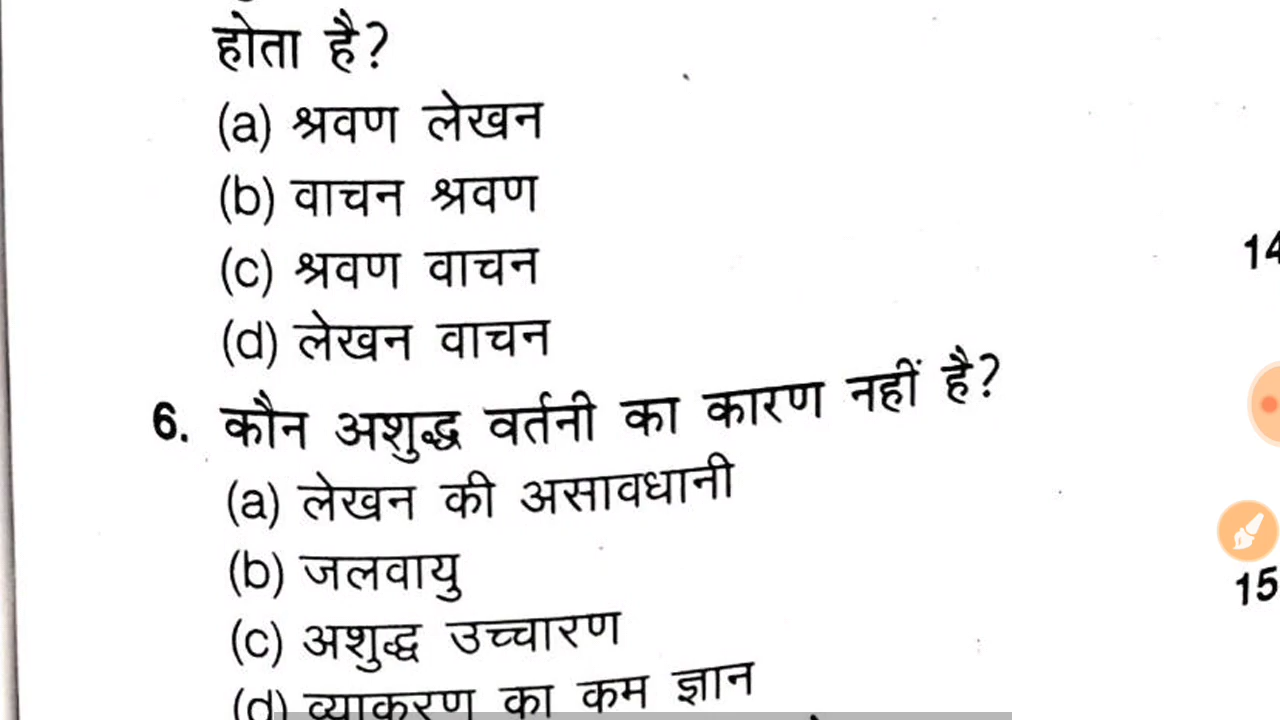 होता है?
(a) श्रवण लेखन
(b) वाचन श्रवण
(c) श्रवण वाचन
(d) लेखन वाचन
6. कौन अशुद्ध वर्तनी का कारण नहीं है?
(a) लेखन की असावधानी
(b) जलवायु
(c) अशुद्ध उच्चारण
(d) व्याकरण का कम ज्ञान
14
15